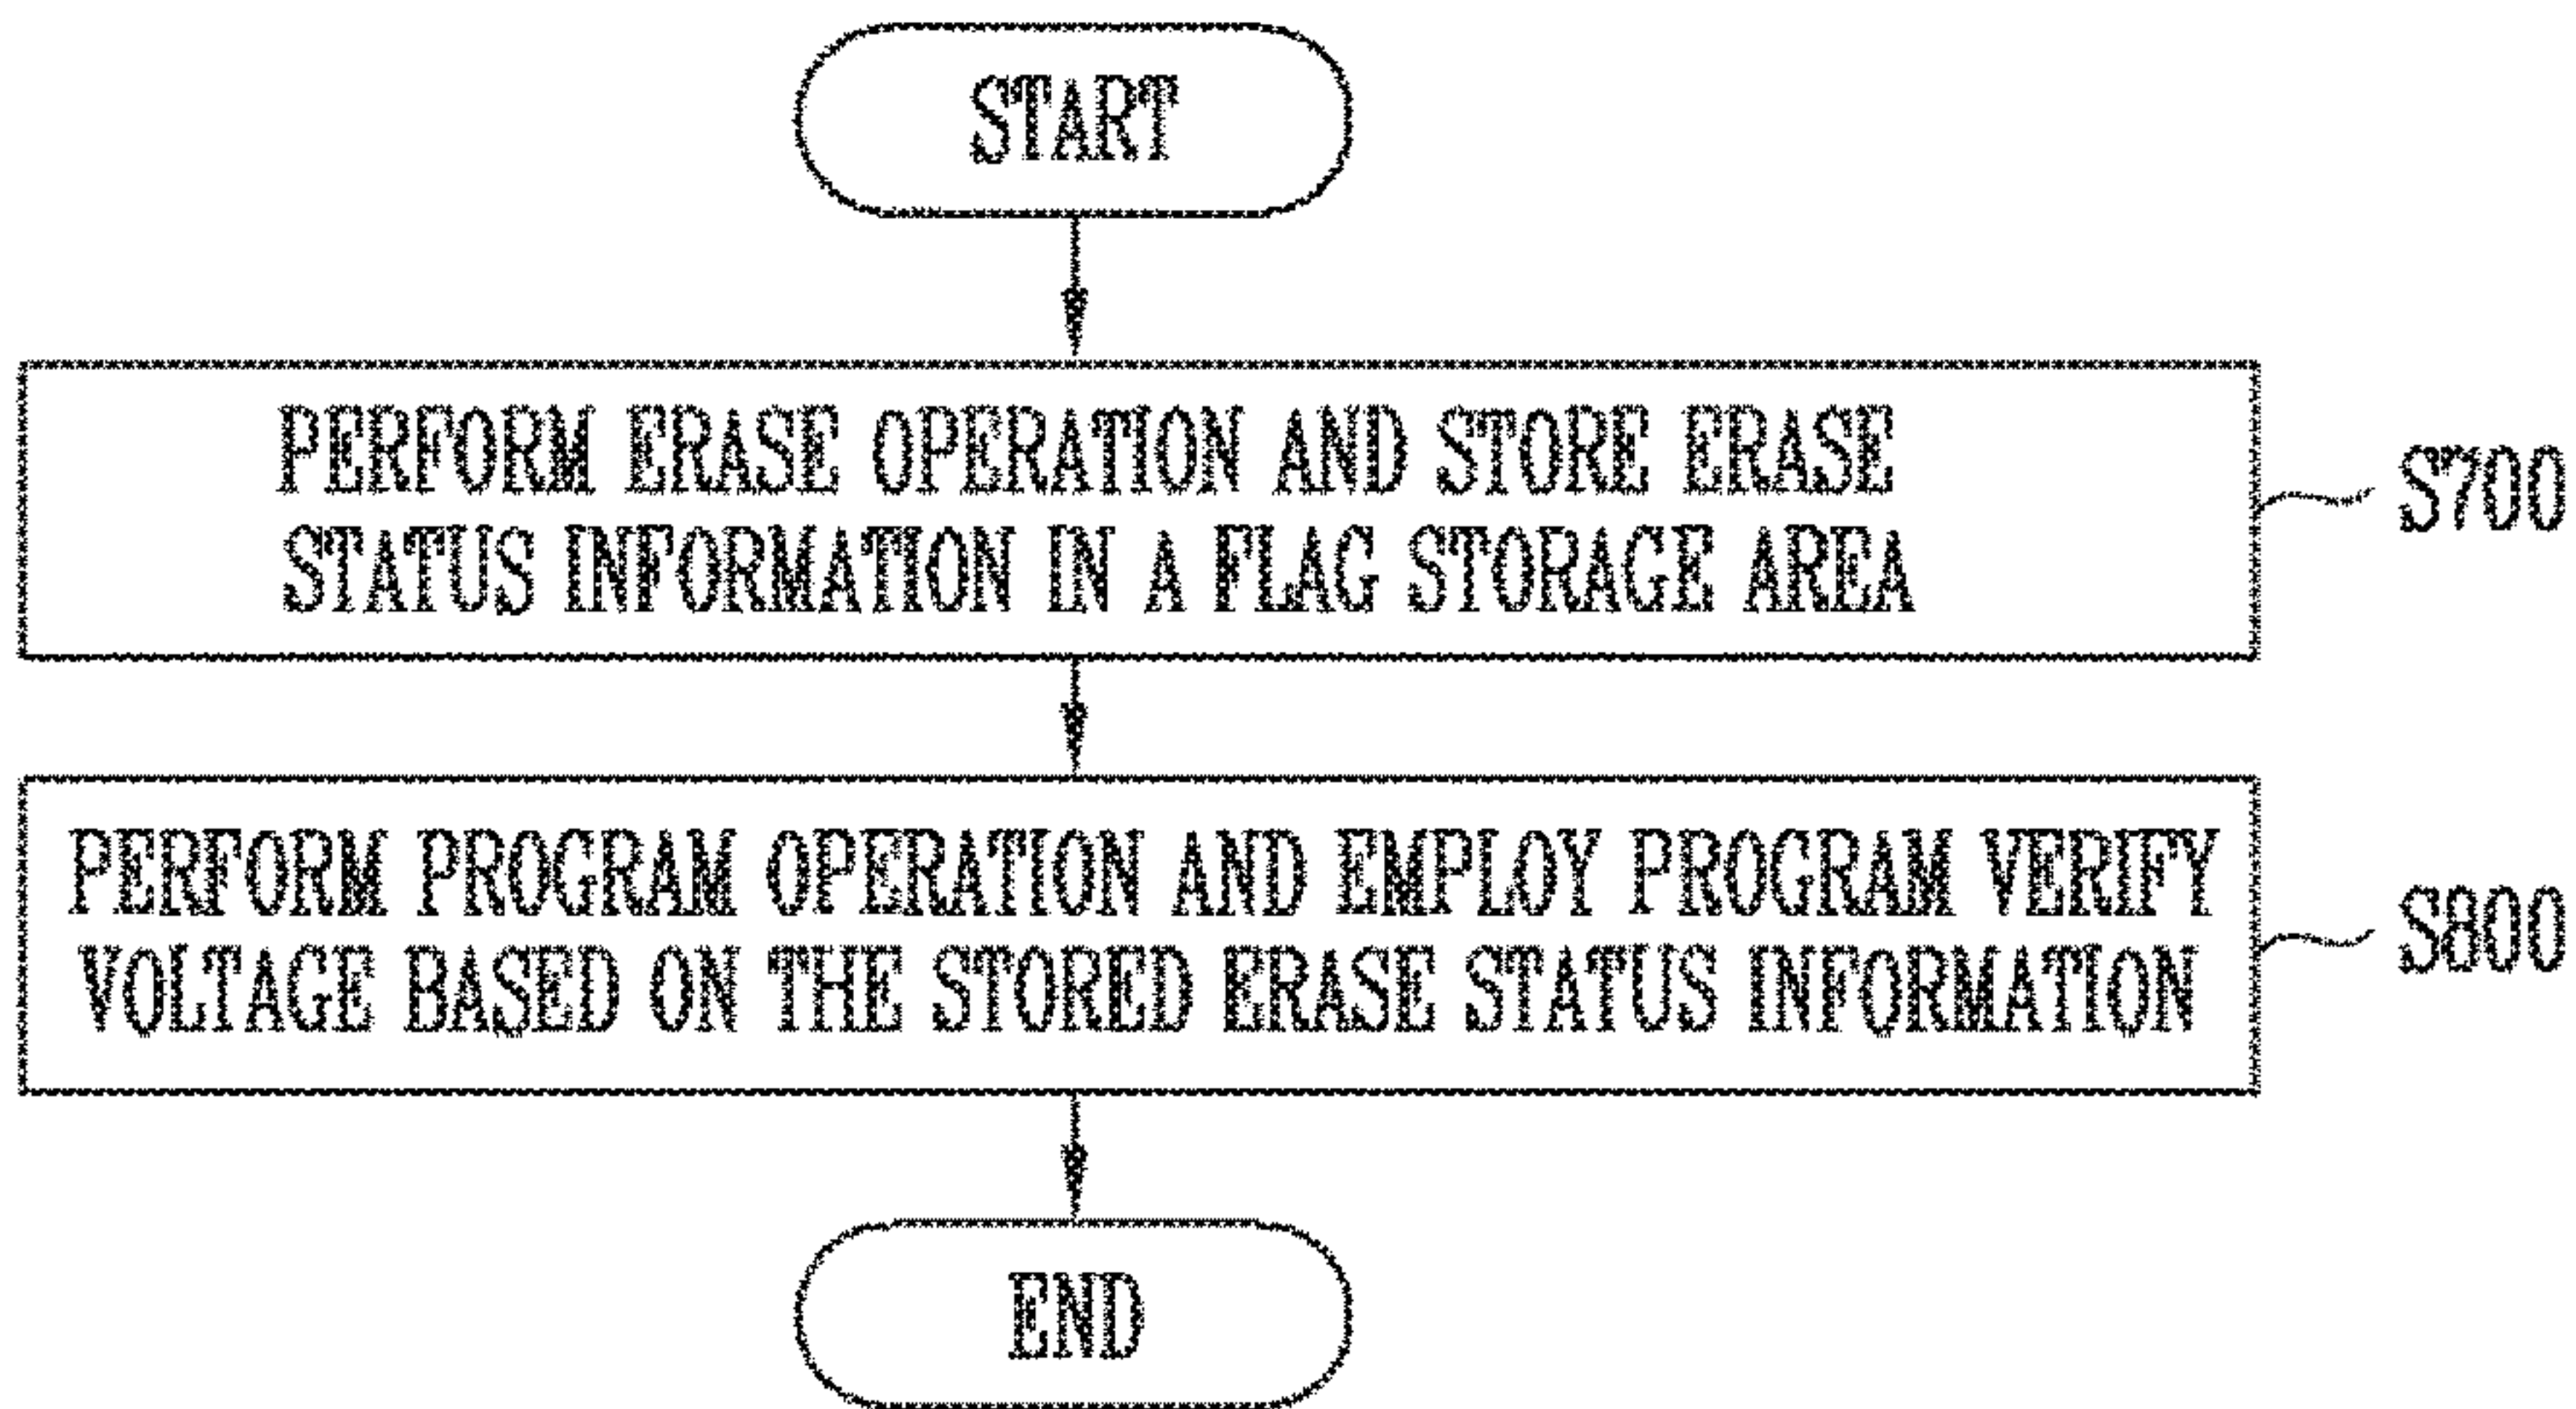 START
PERFORM ERASE OPERATION AND STORE ERASE
STATUS INFORMATION IN A FLAG STORAGE AREA
S700
PERFORM PROGRAM OPERATION AND EMPLOY PROGRAM VERIFY
VOLTAGE BASED ON THE STORED ERASE STATUS INFORMATION
S800
END